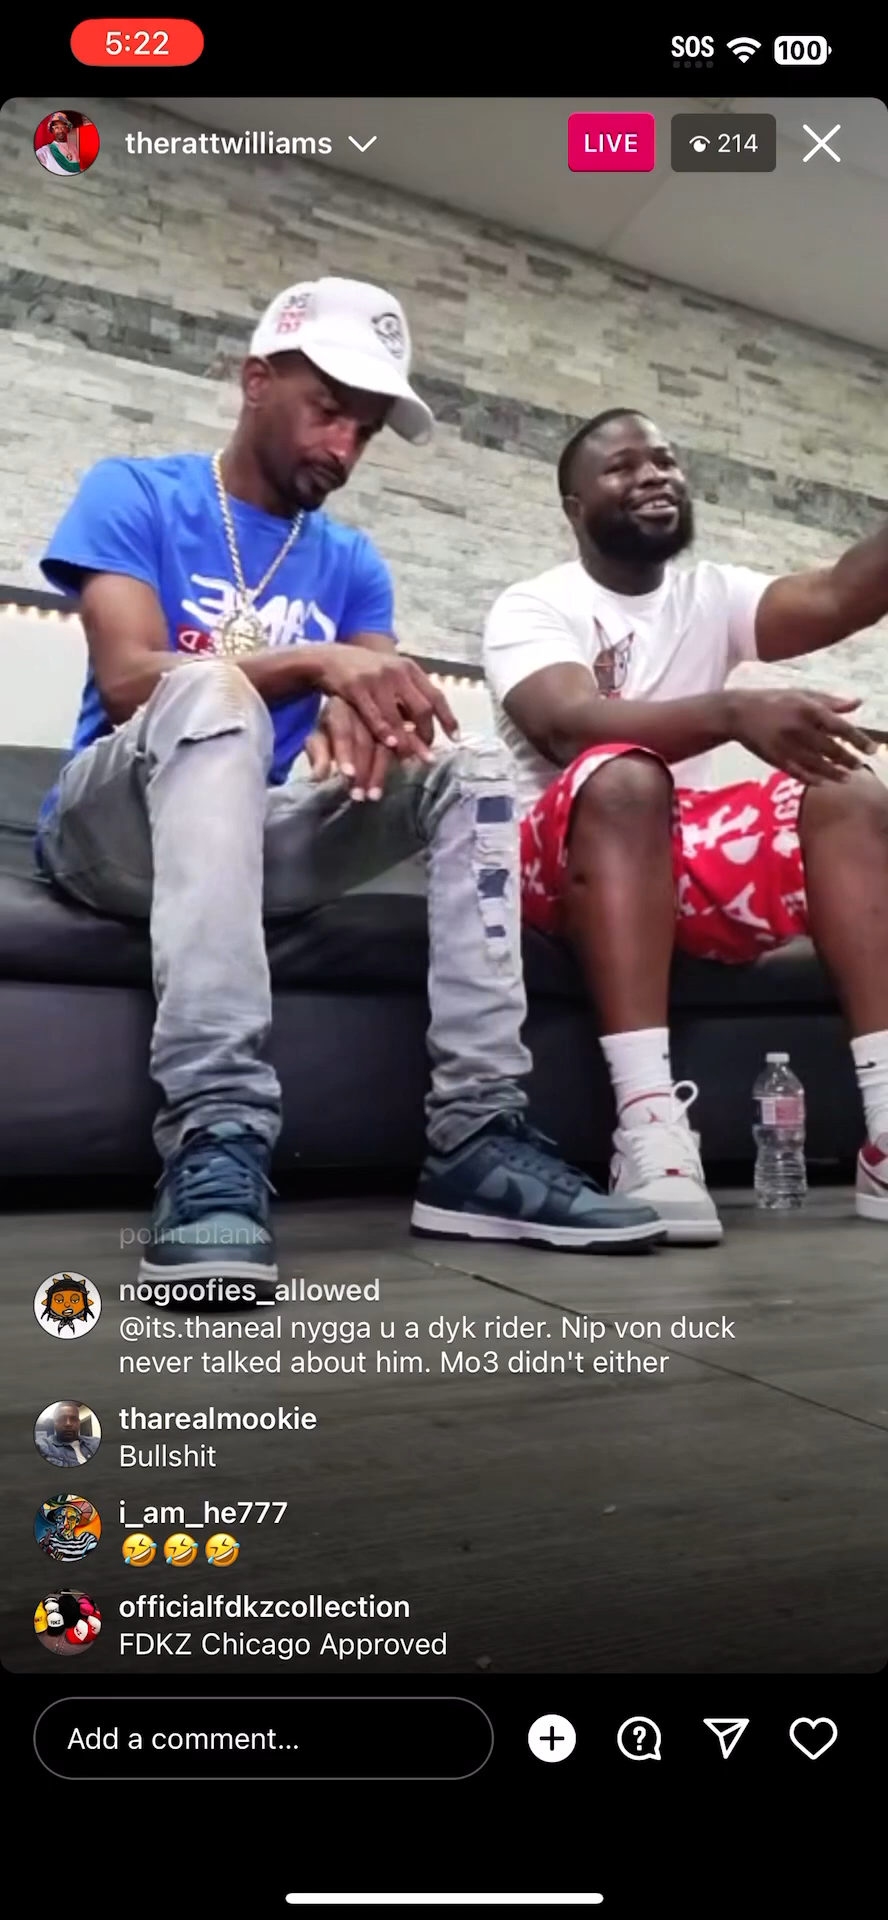 5:22
SOS
100
therattwilliams
LIVE
214
point blank
nogoofies_allowed
@its.thaneal nygga u a dyk rider. Nip von duck
never talked about him. Mo3 didn't either
tharealmookie
Bullshit
i_am_he777
🤣🤣🤣
officialfdkzcollection
FDKZ Chicago Approved
Add a comment...